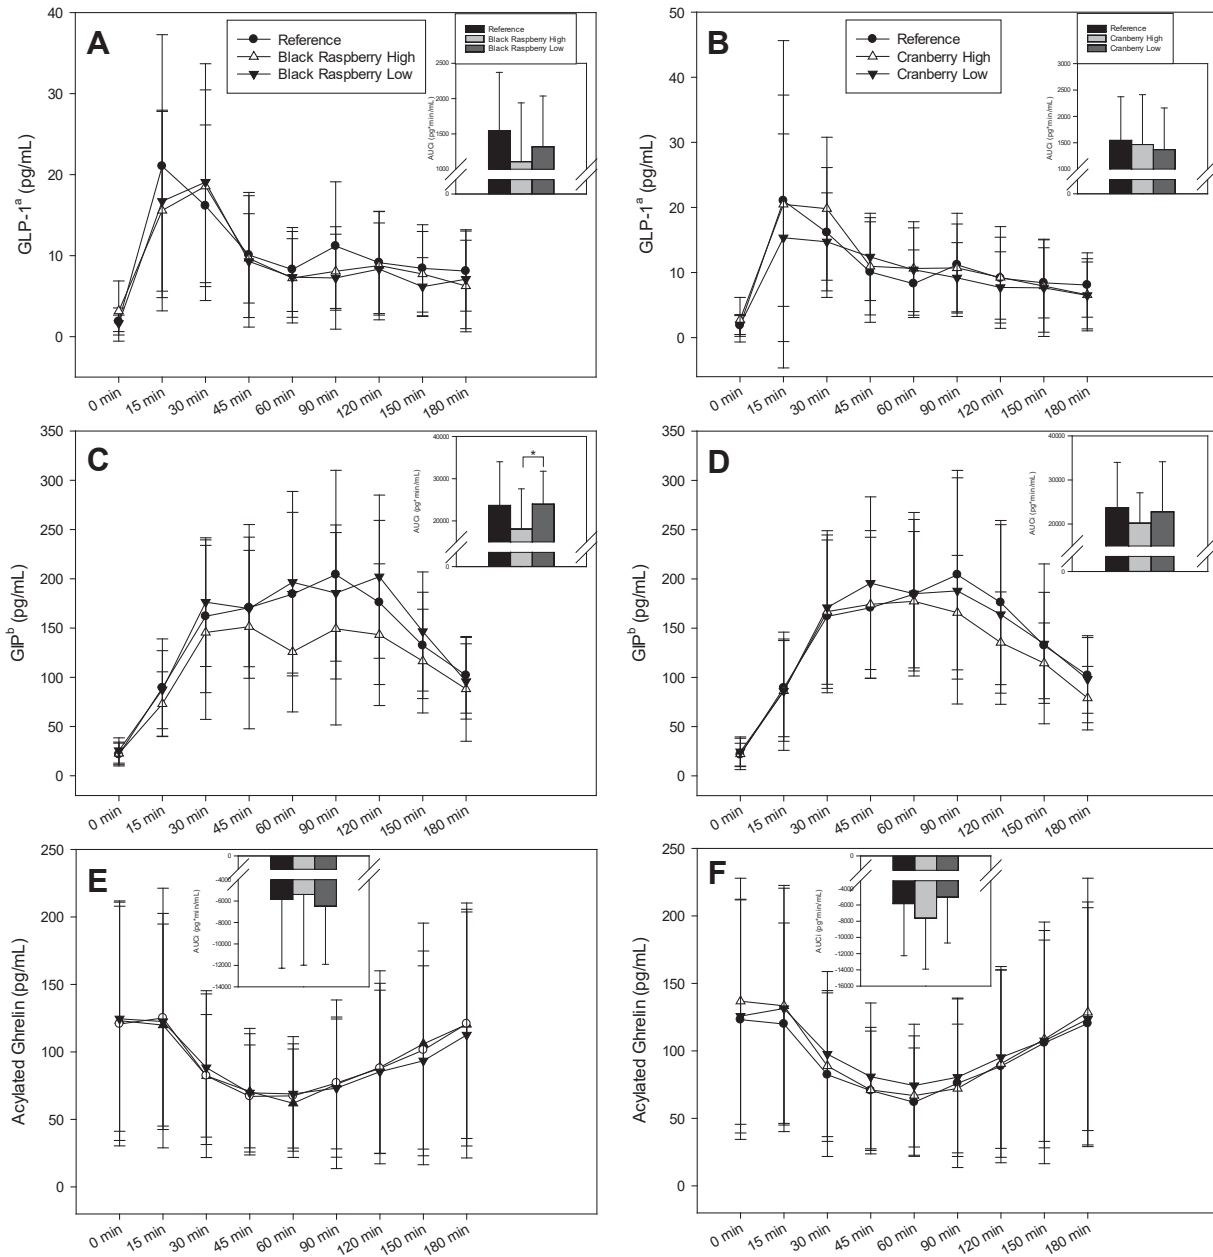 A
Reference
Black Raspberry High
Black Raspberry Low
Reference
Black Raspberry High
Black Raspberry Low
AUCi (pg*min/mL)
2500
2000
1500
1000
0
GLP-1a (pg/mL)
40
30
20
10
0
0 min
15 min
30 min
45 min
60 min
90 min
120 min
150 min
180 min
B
Reference
Cranberry High
Cranberry Low
Reference
Cranberry High
Cranberry Low
AUCi (pg*min/mL)
3000
2500
2000
1500
1000
0
GLP-1a (pg/mL)
50
40
30
20
10
0
0 min
15 min
30 min
45 min
60 min
90 min
120 min
150 min
180 min
C
AUCi (pg*min/mL)
40000
30000
20000
0
*
GIPb (pg/mL)
350
300
250
200
150
100
50
0
0 min
15 min
30 min
45 min
60 min
90 min
120 min
150 min
180 min
D
AUCi (pg*min/mL)
40000
30000
20000
0
GIPb (pg/mL)
350
300
250
200
150
100
50
0
0 min
15 min
30 min
45 min
60 min
90 min
120 min
150 min
180 min
E
AUCi (pg*min/mL)
0
-4000
-6000
-8000
-10000
-12000
-14000
Acylated Ghrelin (pg/mL)
250
200
150
100
50
0
0 min
15 min
30 min
45 min
60 min
90 min
120 min
150 min
180 min
F
AUCi (pg*min/mL)
0
-4000
-6000
-8000
-10000
-12000
-14000
-16000
Acylated Ghrelin (pg/mL)
250
200
150
100
50
0
0 min
15 min
30 min
45 min
60 min
90 min
120 min
150 min
180 min